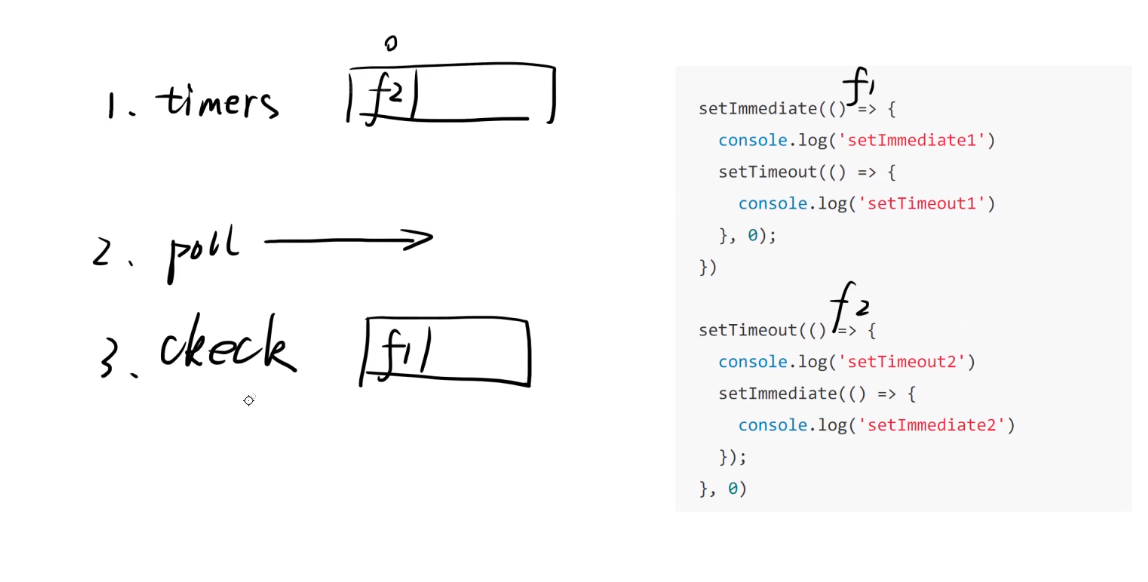 0
1. timers
f2
2. poll
3. ckeck
f1
f1
setImmediate(() => {
console.log('setImmediate1')
setTimeout(() => {
console.log('setTimeout1')
}, 0);
})
f2
setTimeout(() => {
console.log('setTimeout2')
setImmediate(() => {
console.log('setImmediate2')
});
}, 0)